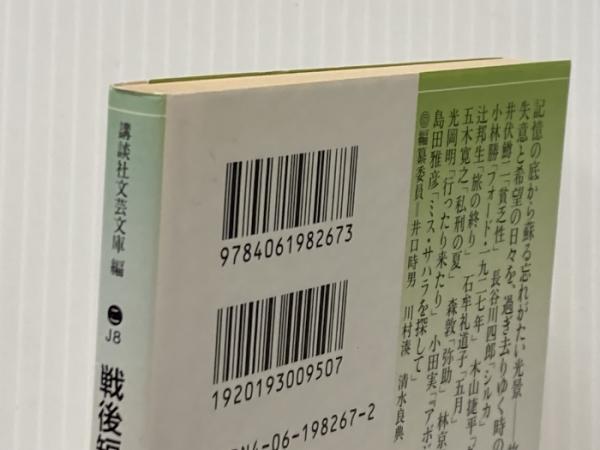 講談社文芸文庫 編
こJ8
戦後短
9784061982673
1920193009507
N4-06-198267-2
記憶の底から蘇る忘れがたい光景――
失意と希望の日々を、過ぎ去りゆく時の
井伏鱒二「貧乏性」 長谷川四郎「シルカ
小林勝「フォード・一九二七年」 木山捷平「
辻邦生「旅の終り」 石牟礼道子「五月」
五木寛之「私刑の夏」 森敦「弥助」 林京
光岡明「行ったり来たり」 小田実「「アボジ
島田雅彦「ミス・サハラを探して」
◎編纂委員=井口時男 川村湊 清水良典